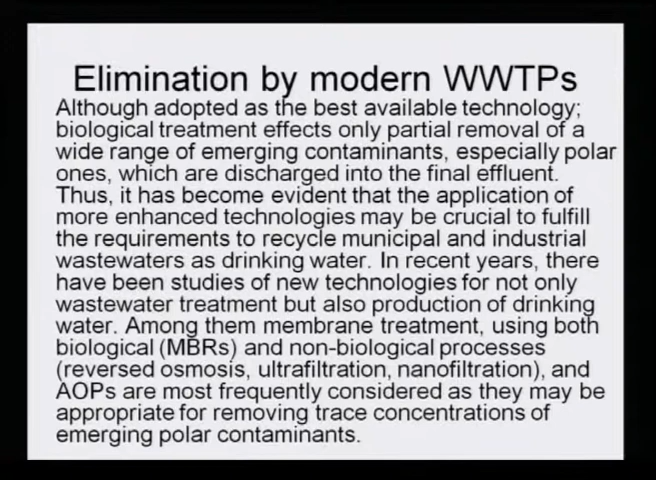 Elimination by modern WWTPs
Although adopted as the best available technology;
biological treatment effects only partial removal of a
wide range of emerging contaminants, especially polar
ones, which are discharged into the final effluent.
Thus, it has become evident that the application of
more enhanced technologies may be crucial to fulfill
the requirements to recycle municipal and industrial
wastewaters as drinking water. In recent years, there
have been studies of new technologies for not only
wastewater treatment but also production of drinking
water. Among them membrane treatment, using both
biological (MBRs) and non-biological processes
(reversed osmosis, ultrafiltration, nanofiltration), and
AOPs are most frequently considered as they may be
appropriate for removing trace concentrations of
emerging polar contaminants.